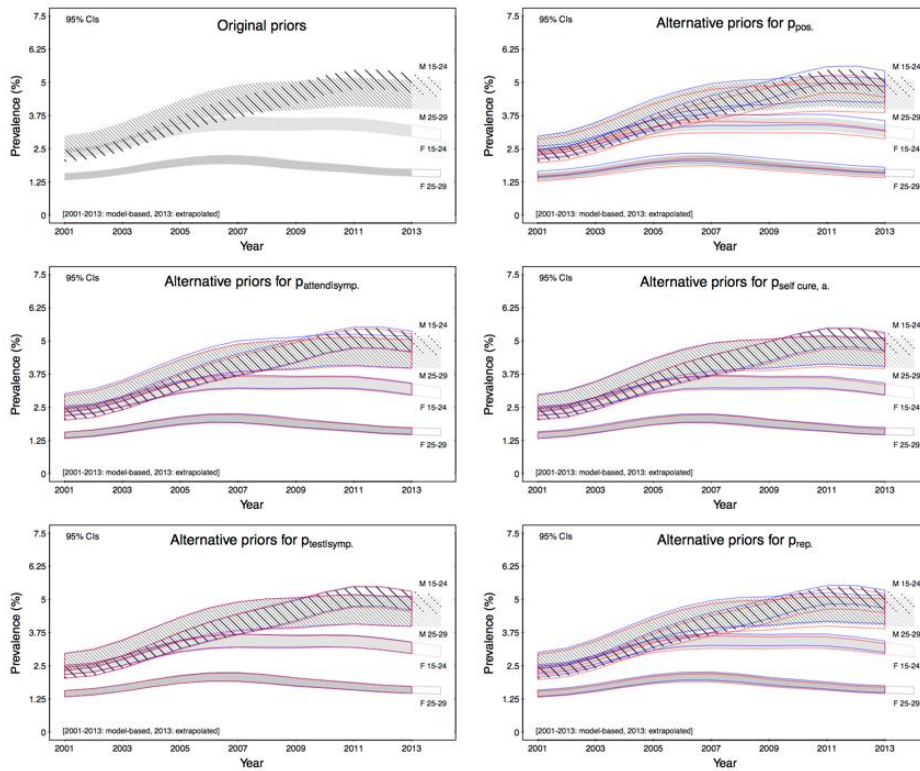 95% CIs
Original priors
7.5
6.25
5
3.75
2.5
1.25
0
Prevalence (%)
M 15-24
M 25-29
F 15-24
F 25-29
[2001-2013: model-based, 2013: extrapolated]
2001 2003 2005 2007 2009 2011 2013
Year
95% CIs
Alternative priors for ppos.
7.5
6.25
5
3.75
2.5
1.25
0
Prevalence (%)
M 15-24
M 25-29
F 15-24
F 25-29
[2001-2013: model-based, 2013: extrapolated]
2001 2003 2005 2007 2009 2011 2013
Year
95% CIs
Alternative priors for pattend|symp.
7.5
6.25
5
3.75
2.5
1.25
0
Prevalence (%)
M 15-24
M 25-29
F 15-24
F 25-29
[2001-2013: model-based, 2013: extrapolated]
2001 2003 2005 2007 2009 2011 2013
Year
95% CIs
Alternative priors for pself cure, a.
7.5
6.25
5
3.75
2.5
1.25
0
Prevalence (%)
M 15-24
M 25-29
F 15-24
F 25-29
[2001-2013: model-based, 2013: extrapolated]
2001 2003 2005 2007 2009 2011 2013
Year
95% CIs
Alternative priors for ptest|symp.
7.5
6.25
5
3.75
2.5
1.25
0
Prevalence (%)
M 15-24
M 25-29
F 15-24
F 25-29
[2001-2013: model-based, 2013: extrapolated]
2001 2003 2005 2007 2009 2011 2013
Year
95% CIs
Alternative priors for prep.
7.5
6.25
5
3.75
2.5
1.25
0
Prevalence (%)
M 15-24
M 25-29
F 15-24
F 25-29
[2001-2013: model-based, 2013: extrapolated]
2001 2003 2005 2007 2009 2011 2013
Year